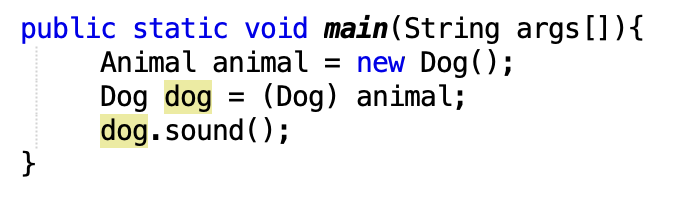 public static void main(String args[]){
Animal animal = new Dog();
Dog dog = (Dog) animal;
dog.sound();
}